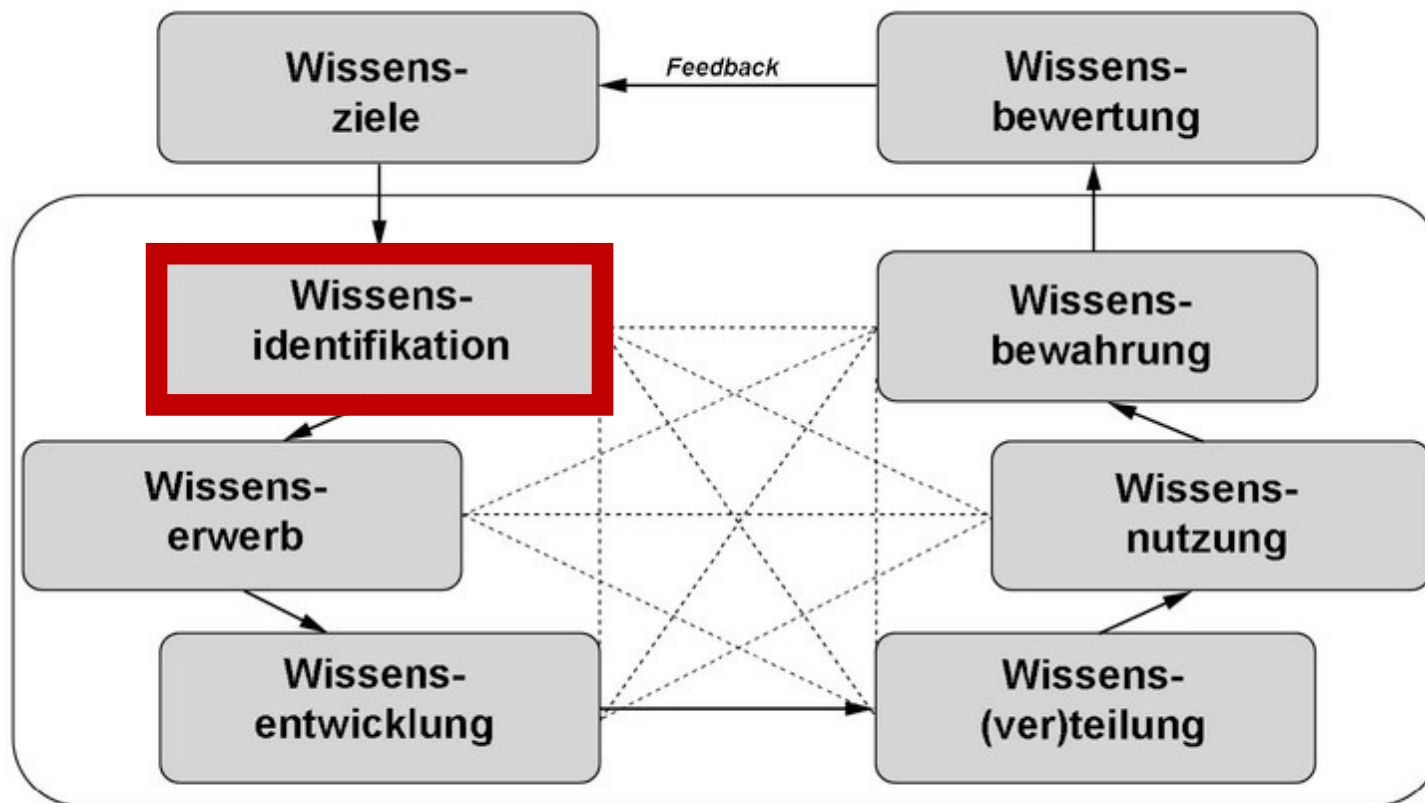 Wissens-
ziele
Feedback
Wissens-
bewertung
Wissens-
identifikation
Wissens-
bewahrung
Wissens-
erwerb
Wissens-
nutzung
Wissens-
entwicklung
Wissens-
(ver)teilung